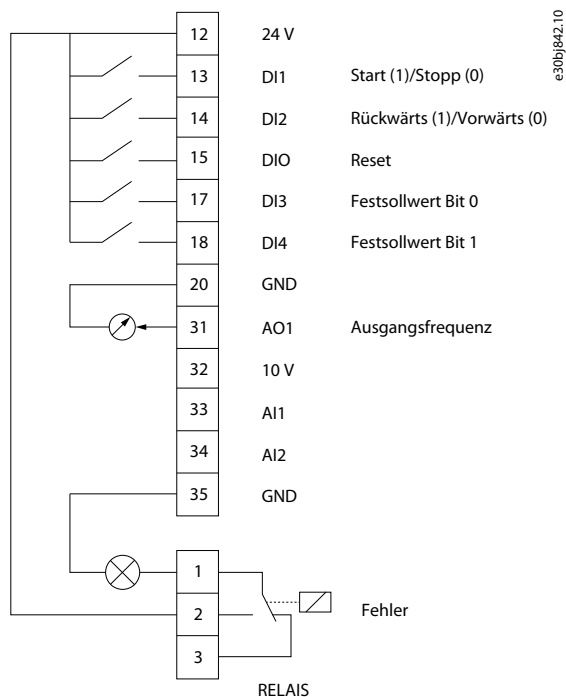 e30bj842.10
12 24 V
13 DI1 Start (1)/Stopp (0)
14 DI2 Rückwärts (1)/Vorwärts (0)
15 DIO Reset
17 DI3 Festsollwert Bit 0
18 DI4 Festsollwert Bit 1
20 GND
31 AO1 Ausgangsfrequenz
32 10 V
33 AI1
34 AI2
35 GND
1
2 Fehler
3
RELAIS